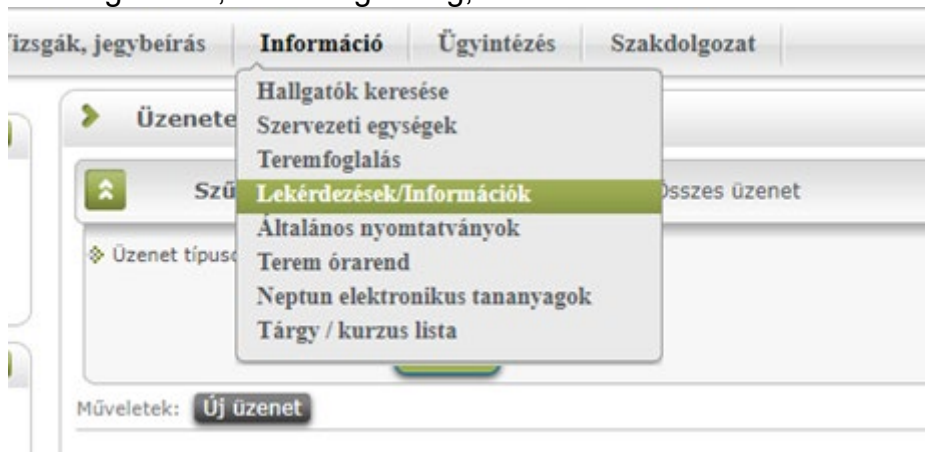 izsgák, jegybeírás Információ Ügyintézés Szakdolgozat
Hallgatók keresése
Szervezeti egységek
Teremfoglalás
Lekérdezések/Információk
Általános nyomtatványok
Terem órarend
Neptun elektronikus tananyagok
Tárgy / kurzus lista
Üzenete
Szű
Összes üzenet
Üzenet típus
Műveletek: Új üzenet